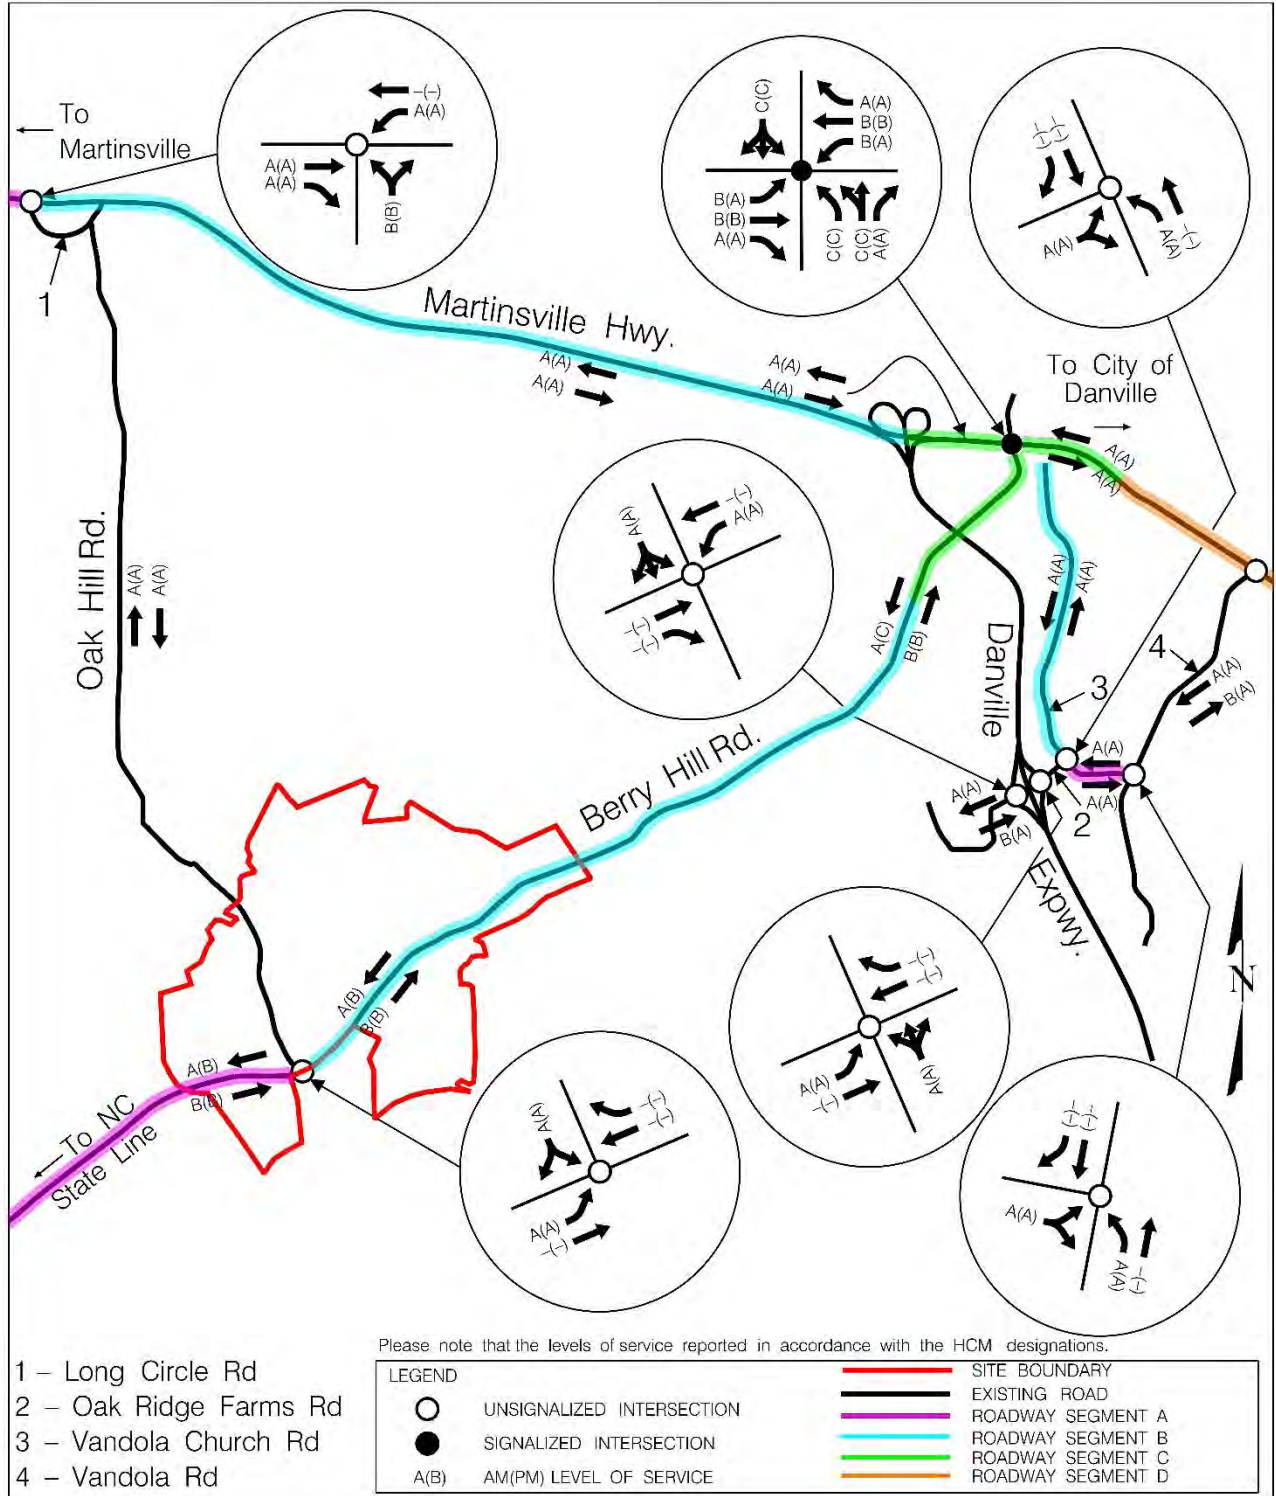 To
Martinsville
–(–)
A(A)
A(A)
A(A)
B(B)
1
C(C)
A(A)
B(B)
B(A)
B(A)
B(B)
A(A)
C(C)
C(C)
A(A)
–(–)
–(–)
A(A)
A(A)
–(–)
Martinsville Hwy.
A(A)
A(A)
A(A)
A(A)
To City of
Danville
A(A)
A(A)
Oak Hill Rd.
A(A)
A(A)
A(A)
–(–)
A(A)
–(–)
–(–)
A(C)
B(B)
Berry Hill Rd.
Danville
Expwy.
A(A)
A(A)
3
4
A(A)
B(A)
A(A)
A(A)
2
A(A)
B(A)
A(B)
B(B)
A(B)
To NC
State Line
A(A)
–(–)
–(–)
A(A)
–(–)
–(–)
–(–)
A(A)
–(–)
A(A)
–(–)
–(–)
A(A)
A(A)
–(–)
N
Please note that the levels of service reported in accordance with the HCM designations.
1 – Long Circle Rd
2 – Oak Ridge Farms Rd
3 – Vandola Church Rd
4 – Vandola Rd
LEGEND
UNSIGNALIZED INTERSECTION
SIGNALIZED INTERSECTION
A(B) AM(PM) LEVEL OF SERVICE
SITE BOUNDARY
EXISTING ROAD
ROADWAY SEGMENT A
ROADWAY SEGMENT B
ROADWAY SEGMENT C
ROADWAY SEGMENT D